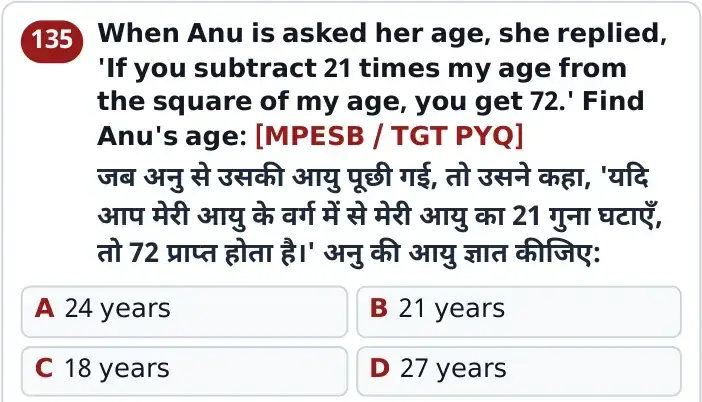 135 When Anu is asked her age, she replied,
'If you subtract 21 times my age from
the square of my age, you get 72.' Find
Anu's age: [MPESB / TGT PYQ]
जब अनु से उसकी आयु पूछी गई, तो उसने कहा, 'यदि
आप मेरी आयु के वर्ग में से मेरी आयु का 21 गुना घटाएँ,
तो 72 प्राप्त होता है।' अनु की आयु ज्ञात कीजिए:
A 24 years
B 21 years
C 18 years
D 27 years